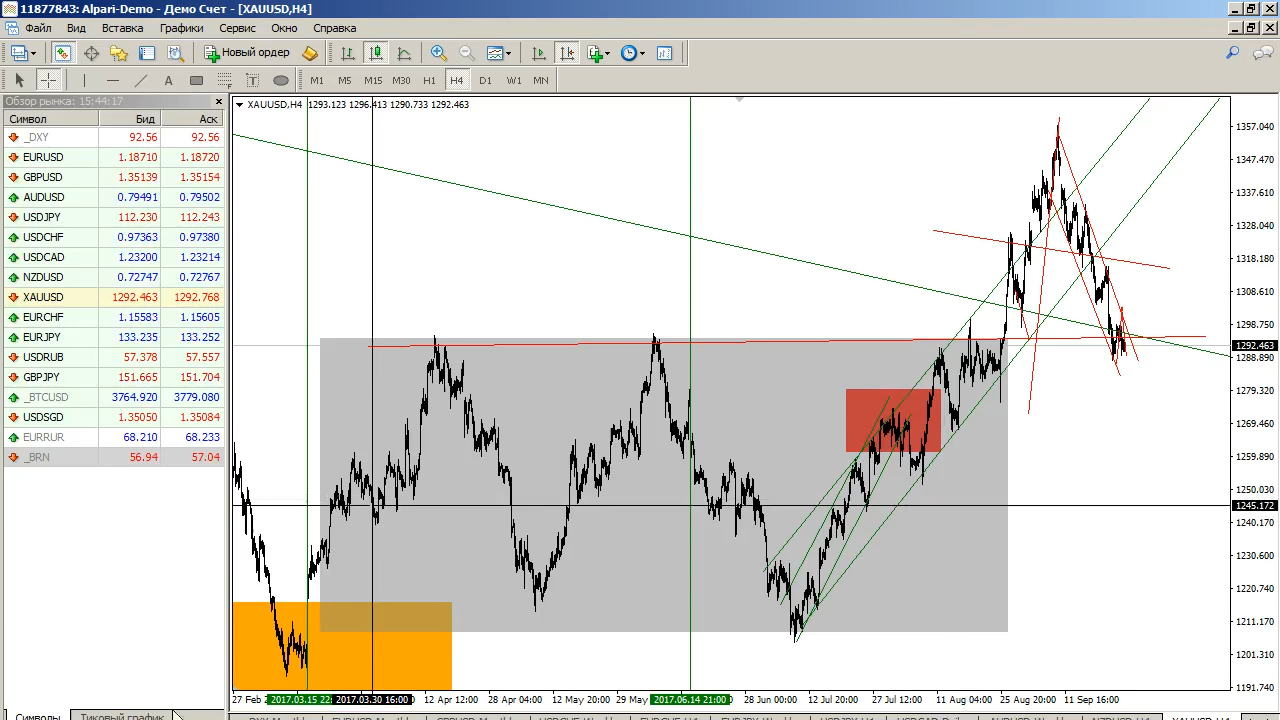 11877843: Alpari-Demo - Демо Счет - [XAUUSD,H4]
Файл Вид Вставка Графики Сервис Окно Справка
Новый ордер
A T M1 M5 M15 M30 H1 H4 D1 W1 MN
Обзор рынка: 15:44:17
Символ Бид Аск
_DXY 92.56 92.56
EURUSD 1.18710 1.18720
GBPUSD 1.35139 1.35154
AUDUSD 0.79491 0.79502
USDJPY 112.230 112.243
USDCHF 0.97363 0.97380
USDCAD 1.23200 1.23214
NZDUSD 0.72747 0.72767
XAUUSD 1292.463 1292.768
EURCHF 1.15583 1.15605
EURJPY 133.235 133.252
USDRUB 57.378 57.557
GBPJPY 151.665 151.704
_BTCUSD 3764.920 3779.080
USDSGD 1.35050 1.35084
EURRUR 68.210 68.233
_BRN 56.94 57.04
Символы Тиковый график
XAUUSD,H4 1293.123 1296.413 1290.733 1292.463
1357.040
1347.470
1337.610
1328.040
1318.180
1308.610
1298.750
1292.463
1288.890
1279.320
1269.460
1259.890
1250.030
1245.172
1240.170
1230.600
1220.740
1211.170
1201.310
1191.740
27 Feb 2017.03.15 22: 2017.03.30 16:00 12 Apr 12:00 28 Apr 04:00 12 May 20:00 29 May 2017.06.14 21:00 28 Jun 00:00 12 Jul 20:00 27 Jul 12:00 11 Aug 04:00 25 Aug 20:00 11 Sep 16:00